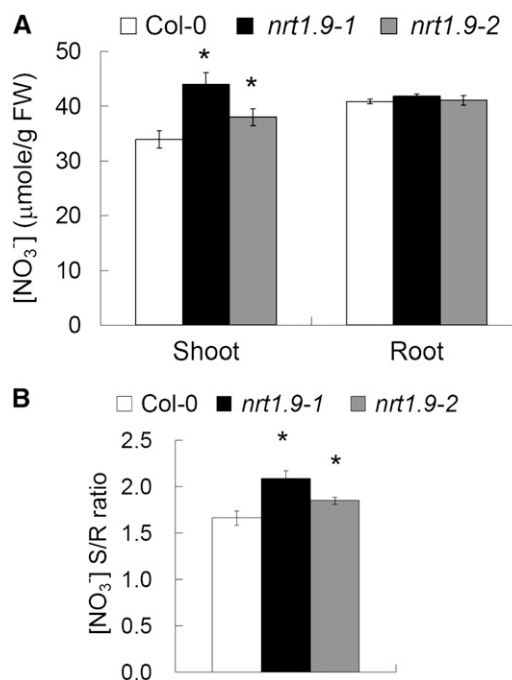 A
Col-0 nrt1.9-1 nrt1.9-2
[NO3-] (μmole/g FW)
50
40
30
20
10
0
* *
Shoot Root
B
Col-0 nrt1.9-1 nrt1.9-2
[NO3-] S/R ratio
2.5
2.0
1.5
1.0
0.5
0.0
* *